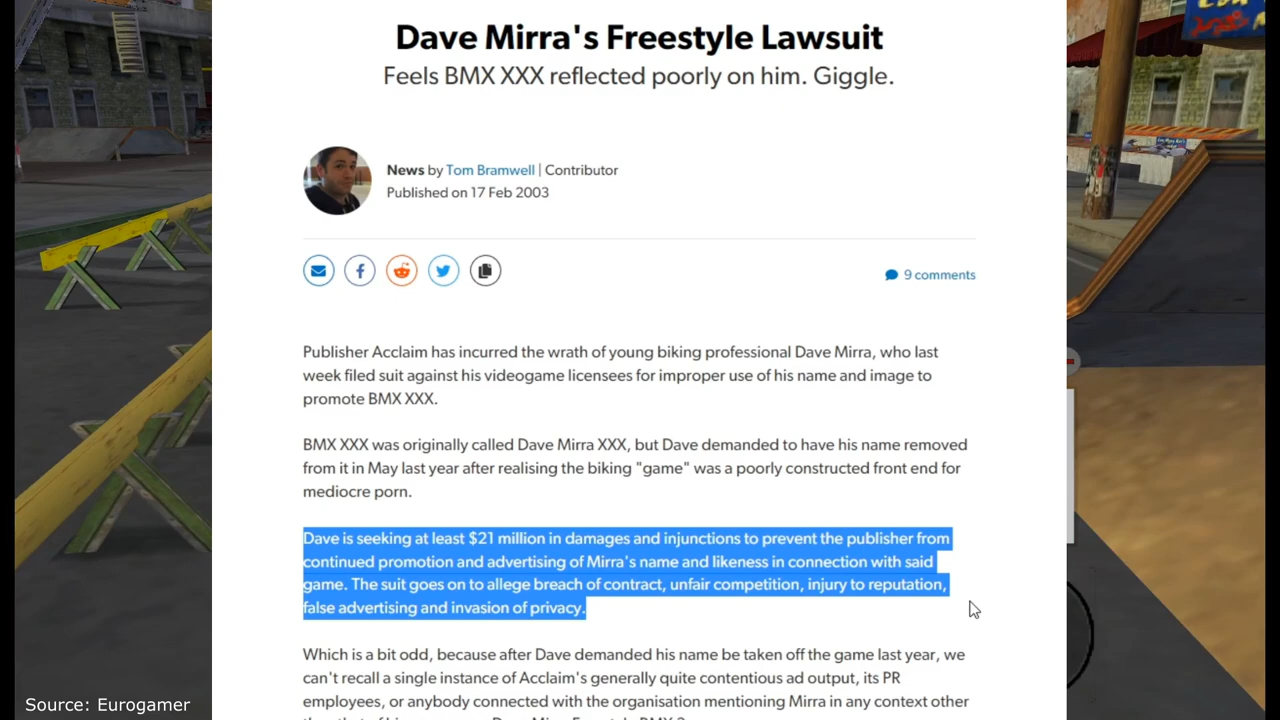 Dave Mirra's Freestyle Lawsuit
Feels BMX XXX reflected poorly on him. Giggle.
News by Tom Bramwell | Contributor
Published on 17 Feb 2003
9 comments
Publisher Acclaim has incurred the wrath of young biking professional Dave Mirra, who last
week filed suit against his videogame licensees for improper use of his name and image to
promote BMX XXX.
BMX XXX was originally called Dave Mirra XXX, but Dave demanded to have his name removed
from it in May last year after realising the biking "game" was a poorly constructed front end for
mediocre porn.
Dave is seeking at least $21 million in damages and injunctions to prevent the publisher from
continued promotion and advertising of Mirra's name and likeness in connection with said
game. The suit goes on to allege breach of contract, unfair competition, injury to reputation,
false advertising and invasion of privacy.
Which is a bit odd, because after Dave demanded his name be taken off the game last year, we
can't recall a single instance of Acclaim's generally quite contentious ad output, its PR
employees, or anybody connected with the organisation mentioning Mirra in any context other
Source: Eurogamer